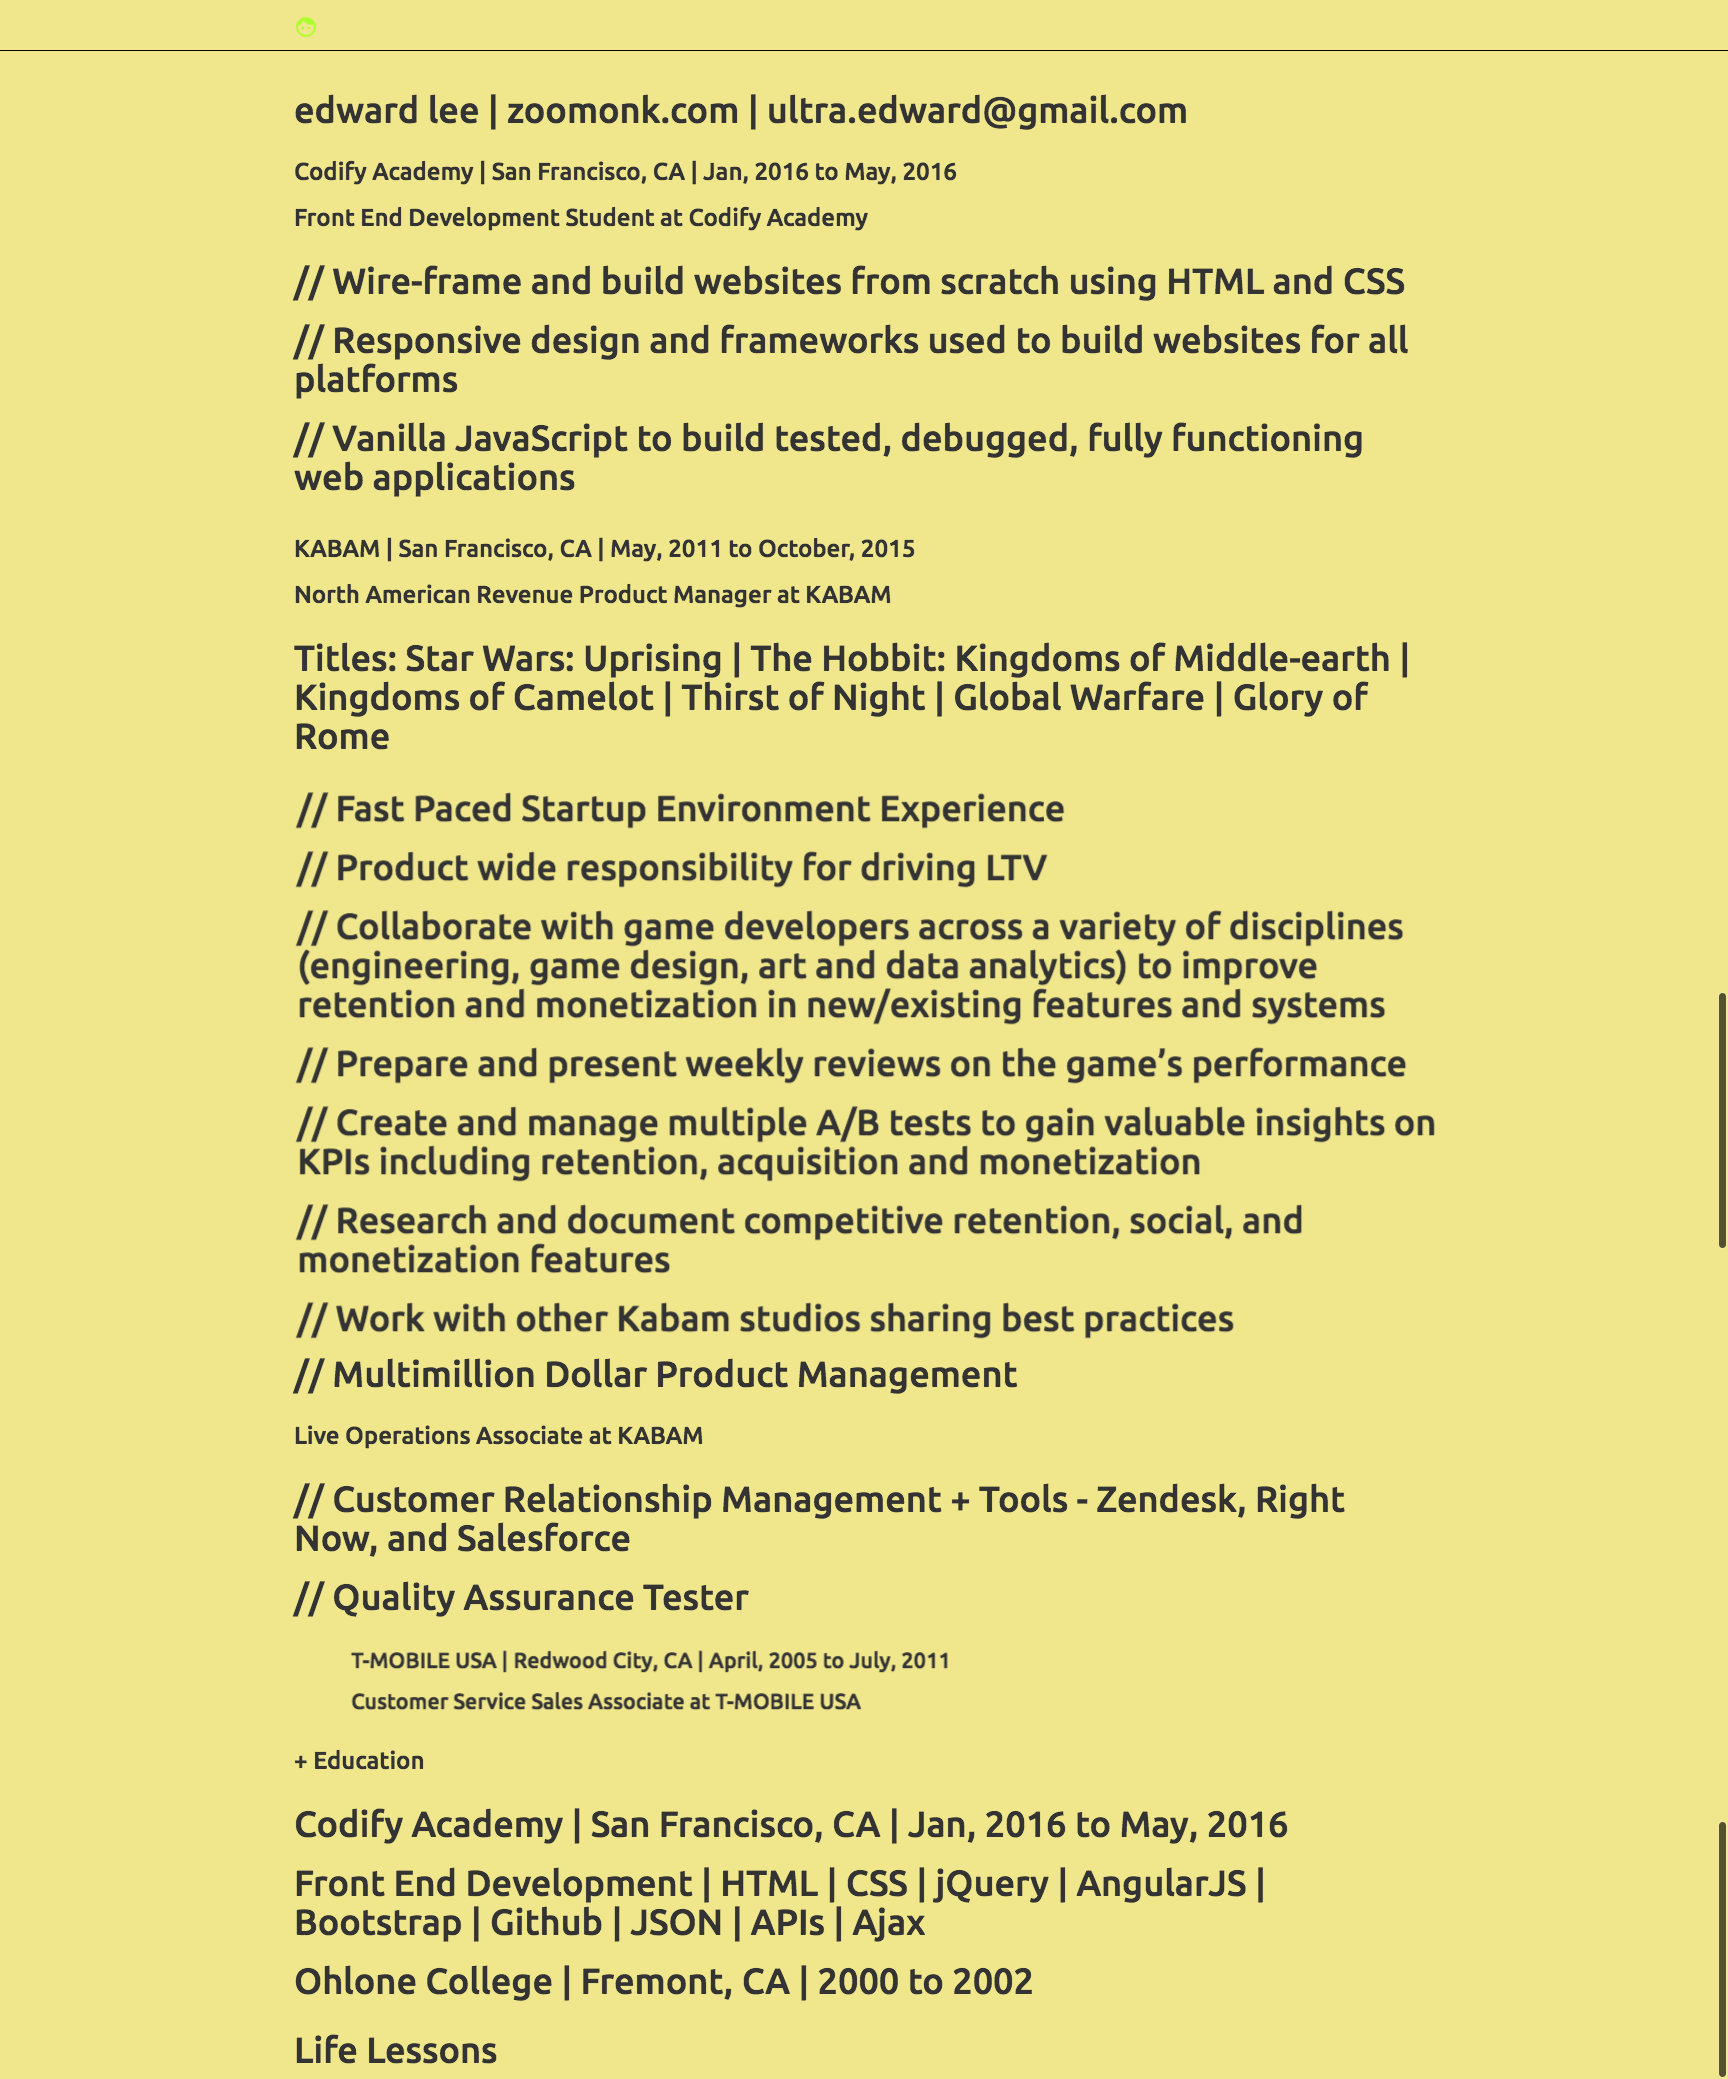 edward lee | zoomonk.com | ultra.edward@gmail.com
Codify Academy | San Francisco, CA | Jan, 2016 to May, 2016
Front End Development Student at Codify Academy
// Wire-frame and build websites from scratch using HTML and CSS
// Responsive design and frameworks used to build websites for all
platforms
// Vanilla JavaScript to build tested, debugged, fully functioning
web applications
KABAM | San Francisco, CA | May, 2011 to October, 2015
North American Revenue Product Manager at KABAM
Titles: Star Wars: Uprising | The Hobbit: Kingdoms of Middle-earth |
Kingdoms of Camelot | Thirst of Night | Global Warfare | Glory of
Rome
// Fast Paced Startup Environment Experience
// Product wide responsibility for driving LTV
// Collaborate with game developers across a variety of disciplines
(engineering, game design, art and data analytics) to improve
retention and monetization in new/existing features and systems
// Prepare and present weekly reviews on the game’s performance
// Create and manage multiple A/B tests to gain valuable insights on
KPIs including retention, acquisition and monetization
// Research and document competitive retention, social, and
monetization features
// Work with other Kabam studios sharing best practices
// Multimillion Dollar Product Management
Live Operations Associate at KABAM
// Customer Relationship Management + Tools - Zendesk, Right
Now, and Salesforce
// Quality Assurance Tester
T-MOBILE USA | Redwood City, CA | April, 2005 to July, 2011
Customer Service Sales Associate at T-MOBILE USA
+ Education
Codify Academy | San Francisco, CA | Jan, 2016 to May, 2016
Front End Development | HTML | CSS | jQuery | AngularJS |
Bootstrap | Github | JSON | APIs | Ajax
Ohlone College | Fremont, CA | 2000 to 2002
Life Lessons